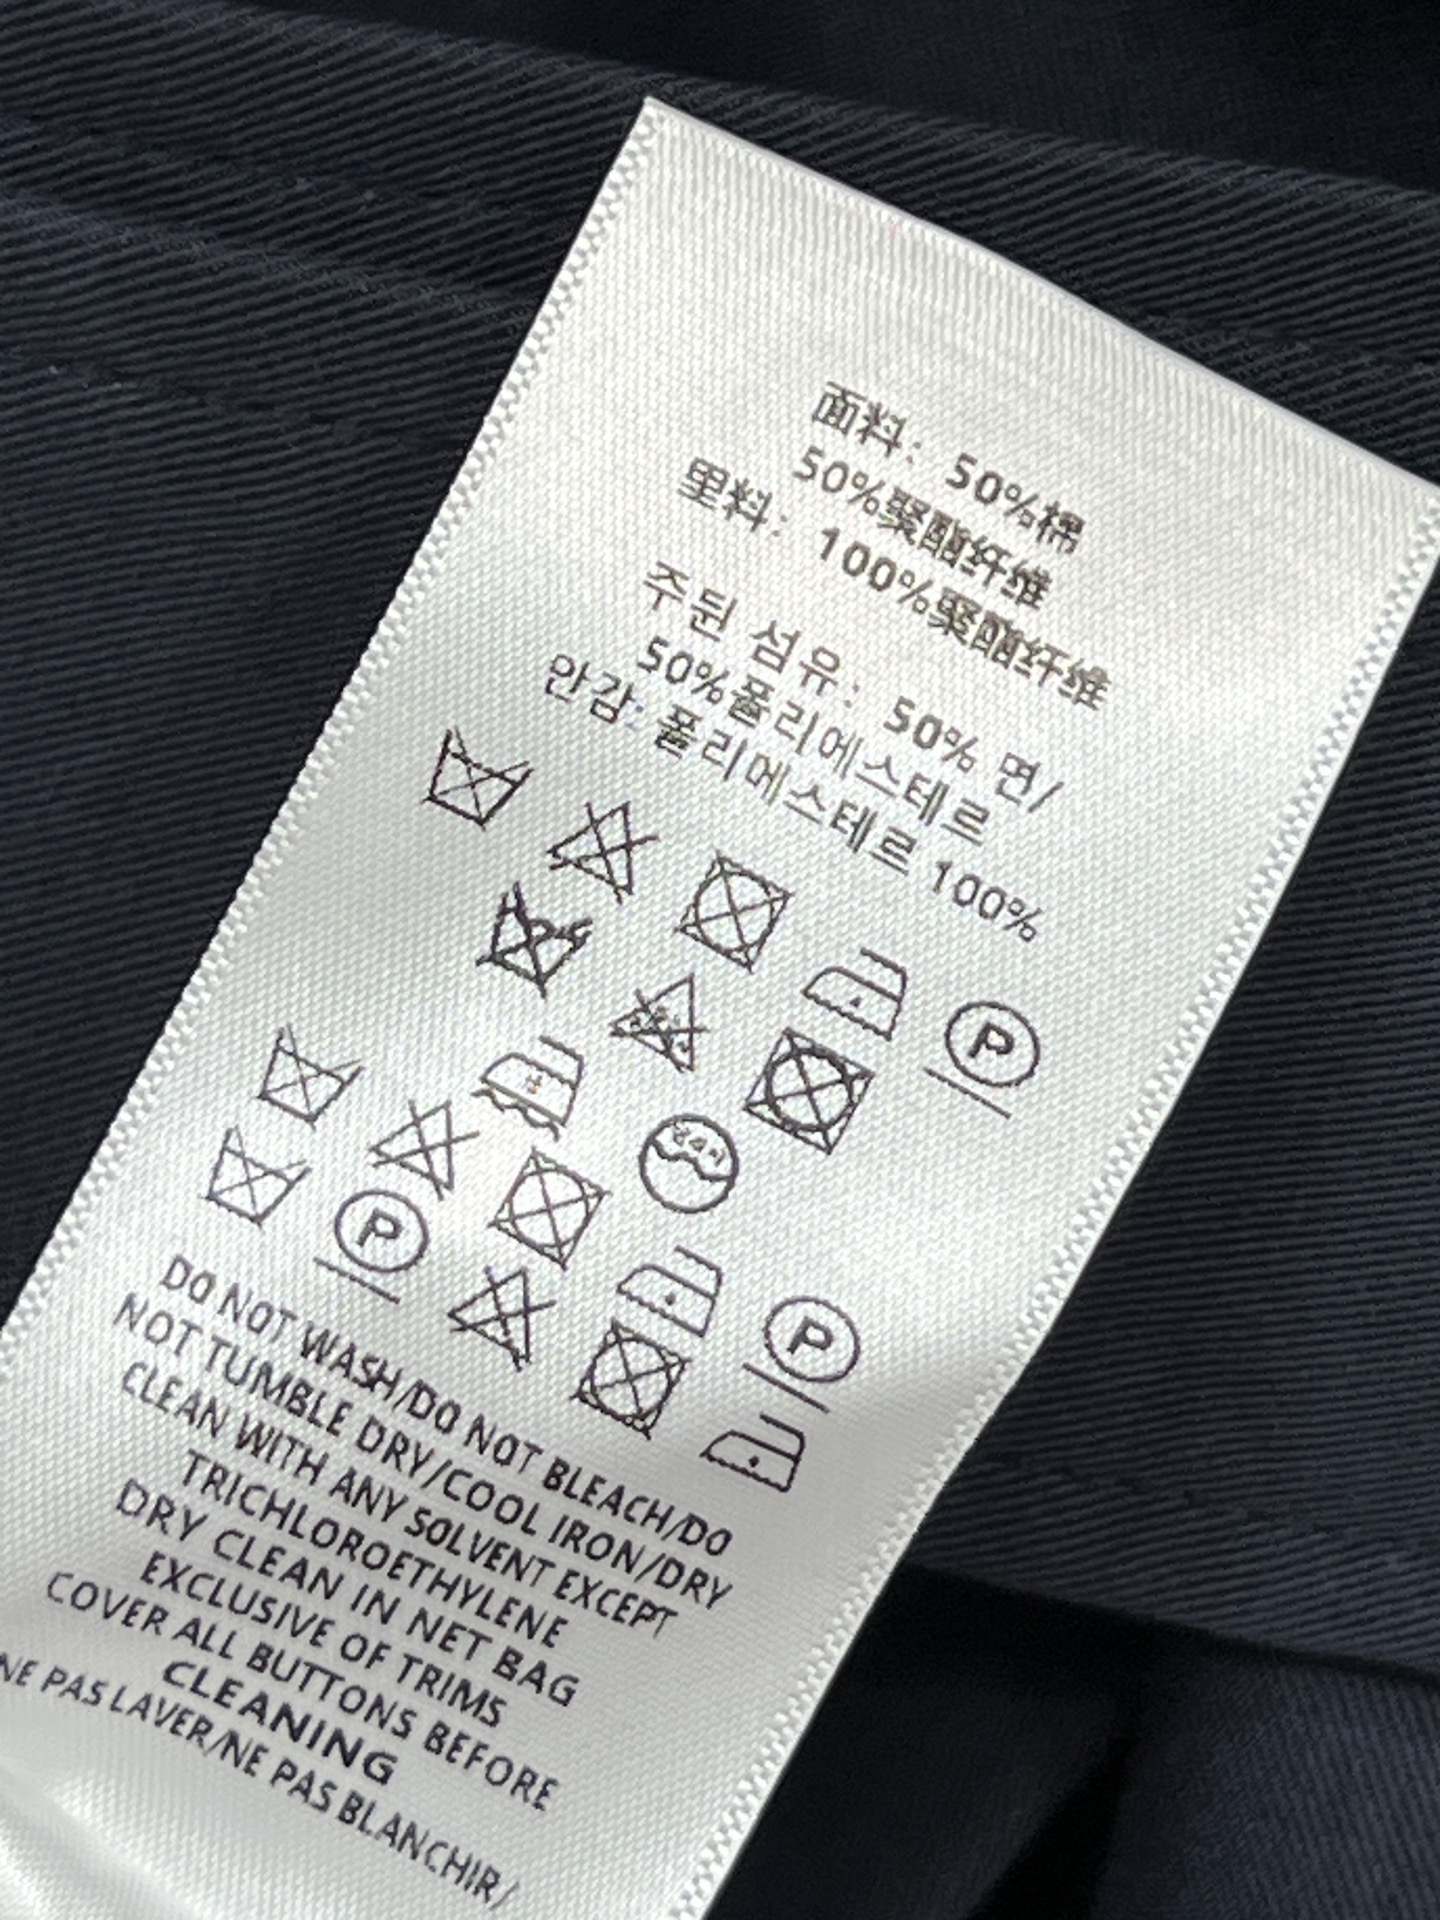 面料: 50%棉
50%聚酯纤维
里料: 100%聚酯纤维
주된 섬유: 50% 면/
50%폴리에스테르
안감: 폴리에스테르 100%
P
P
P
DO NOT WASH/DO NOT BLEACH/DO
NOT TUMBLE DRY/COOL IRON/DRY
CLEAN WITH ANY SOLVENT EXCEPT
TRICHLOROETHYLENE
DRY CLEAN IN NET BAG
EXCLUSIVE OF TRIMS
COVER ALL BUTTONS BEFORE
CLEANING
NE PAS LAVER/NE PAS BLANCHIR/